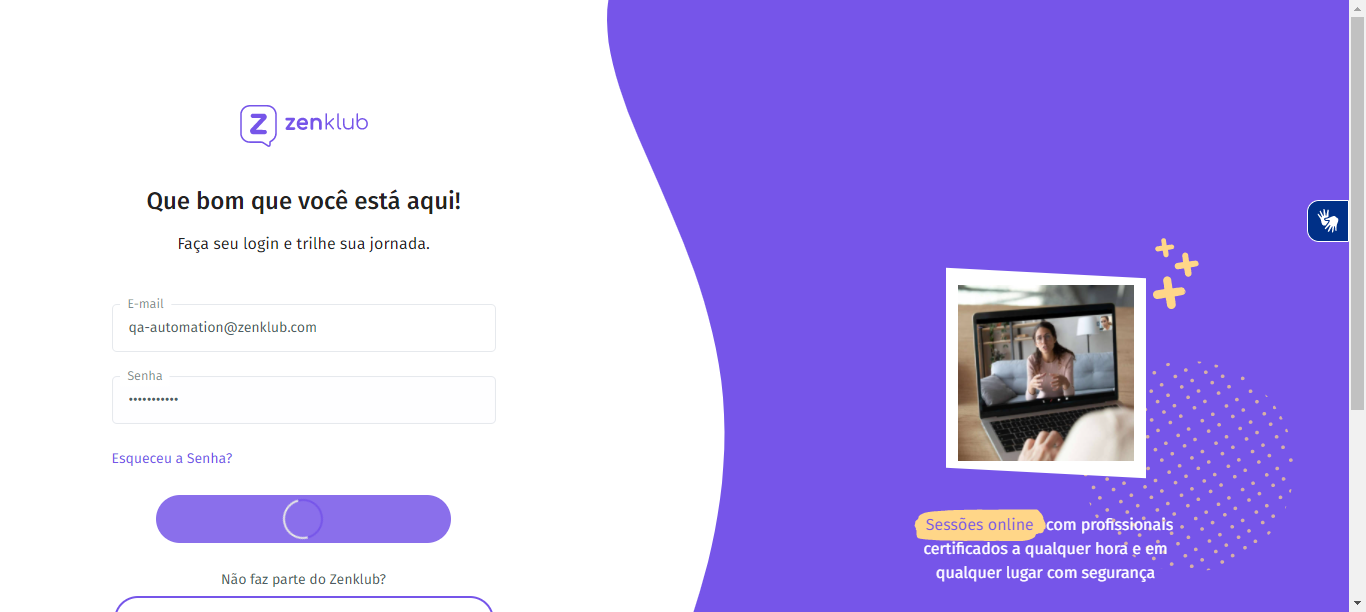 zenklub
Que bom que você está aqui!
Faça seu login e trilhe sua jornada.
E-mail
qa-automation@zenklub.com
Senha
•••••••••••
Esqueceu a Senha?
Não faz parte do Zenklub?
Sessões online com profissionais
certificados a qualquer hora e em
qualquer lugar com segurança